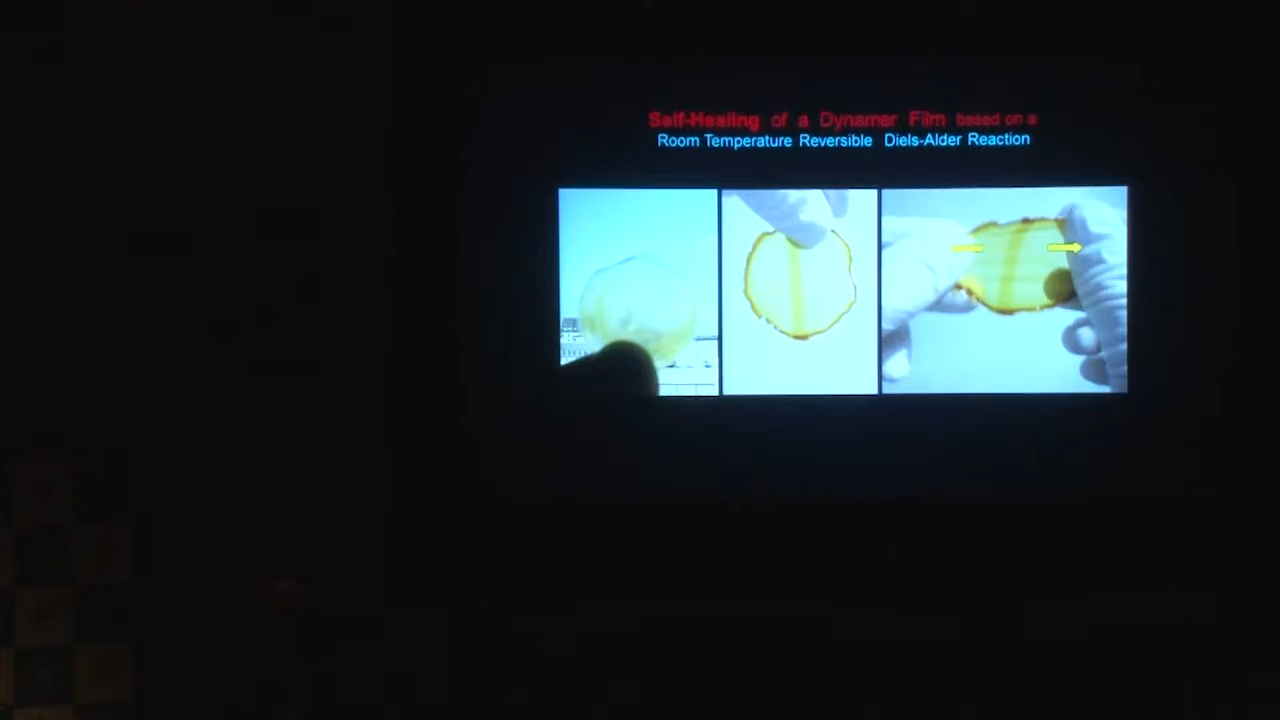 Self-Healing of a Dynamer Film based on a
Room Temperature Reversible Diels-Alder Reaction